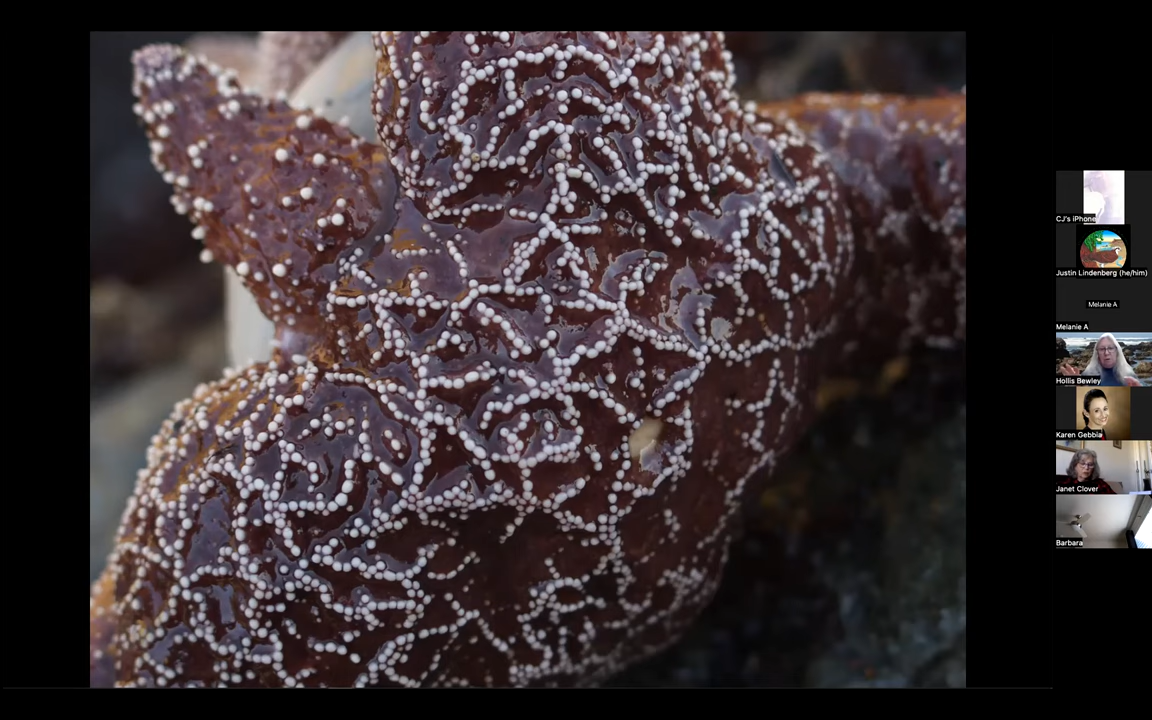 CJ's iPhone
Justin Lindenberg (he/him)
Melanie A
Melanie A
Hollis Bewley
Karen Gebbia
Janet Clover
Barbara